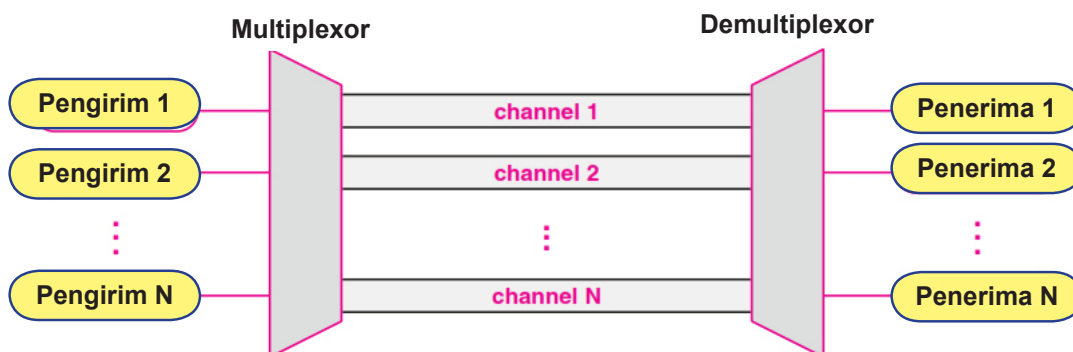 Multiplexor
Demultiplexor
Pengirim 1
channel 1
Penerima 1
Pengirim 2
channel 2
Penerima 2
Pengirim N
channel N
Penerima N